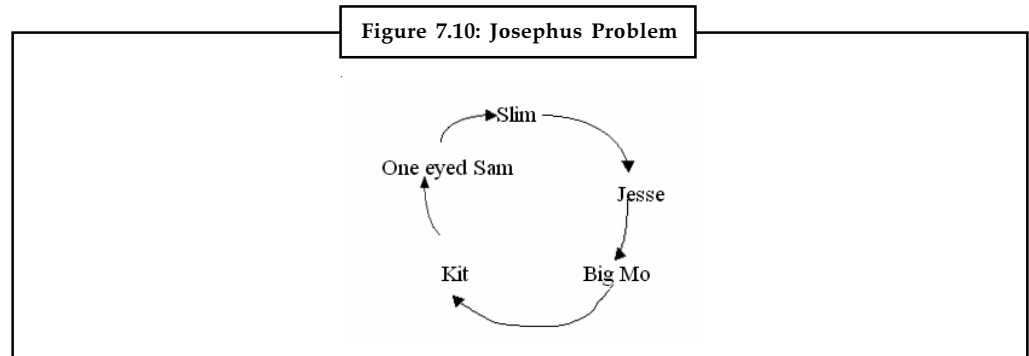 Figure 7.10: Josephus Problem
Slim
One eyed Sam
Jesse
Kit
Big Mo